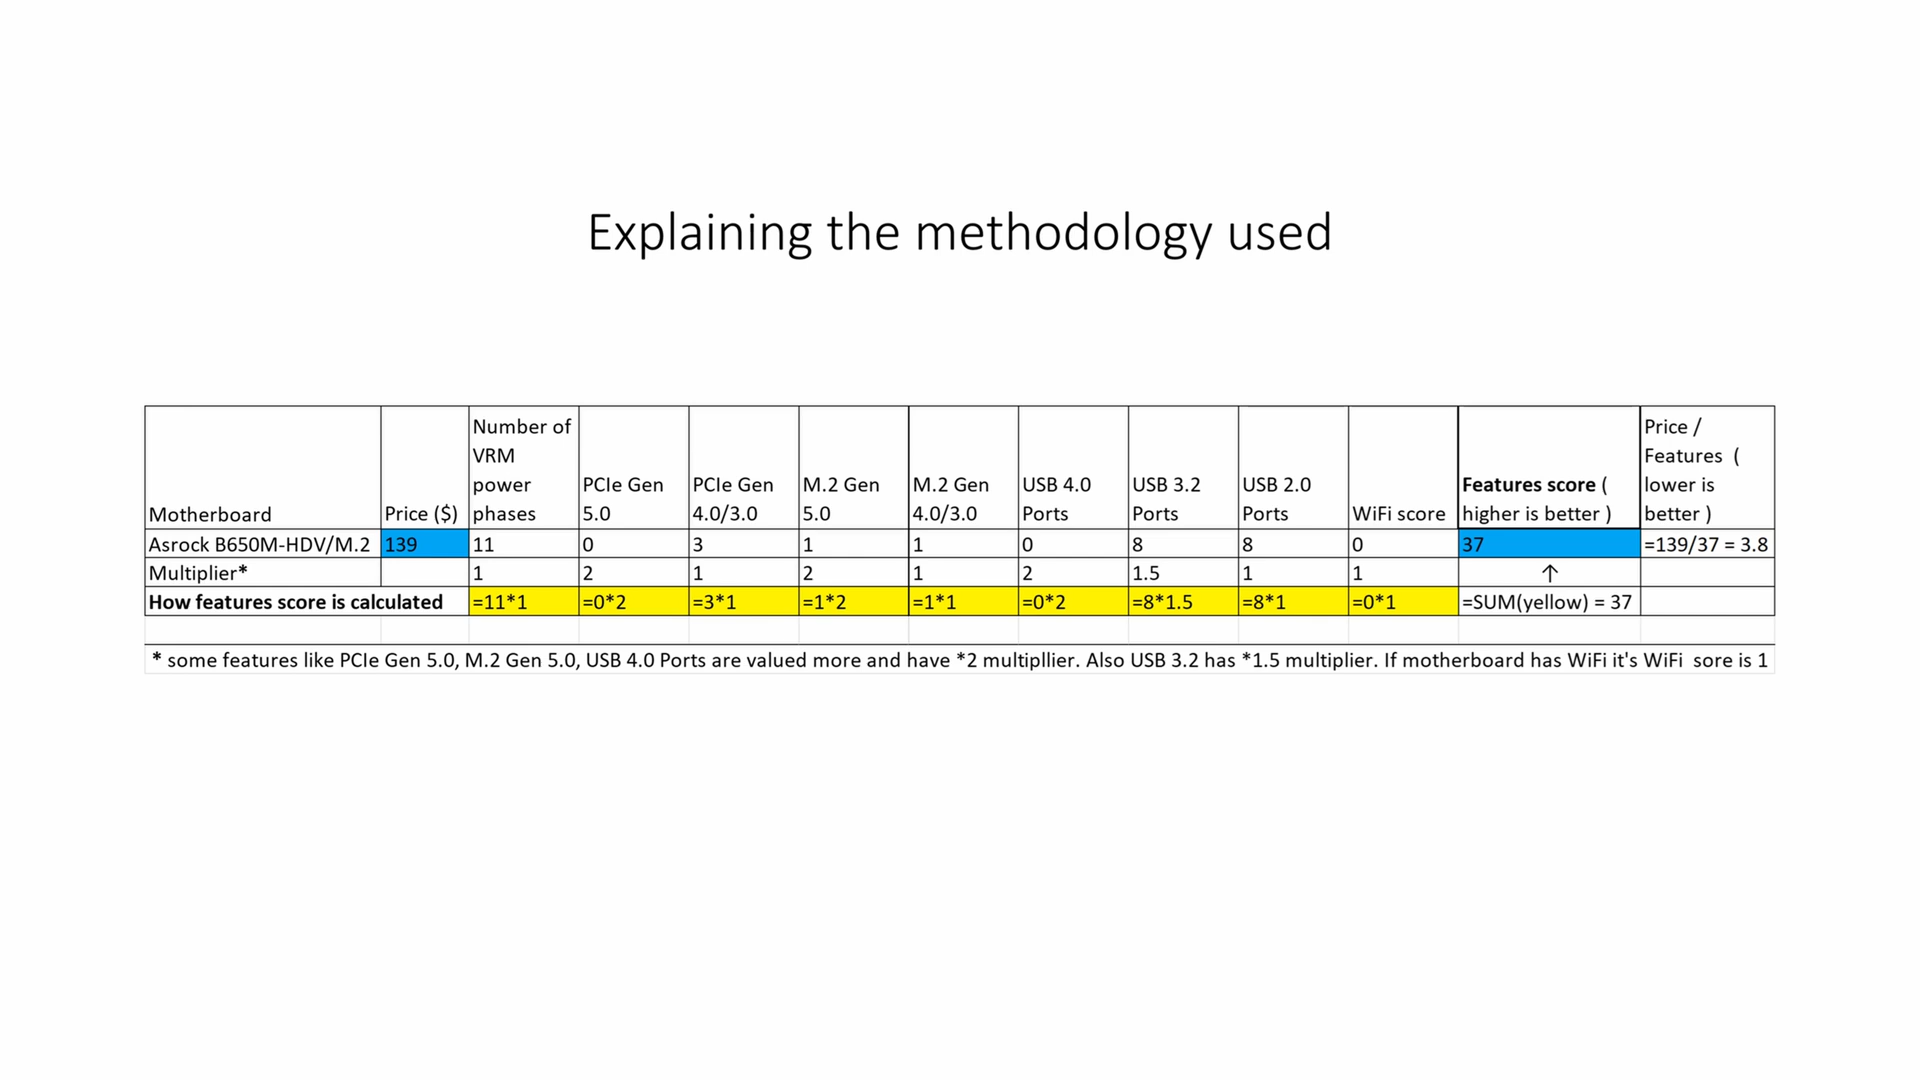 Explaining the methodology used
Motherboard Price ($) Number of VRM power phases PCIe Gen 5.0 PCIe Gen 4.0/3.0 M.2 Gen 5.0 M.2 Gen 4.0/3.0 USB 4.0 Ports USB 3.2 Ports USB 2.0 Ports WiFi score Features score ( higher is better ) Price / Features ( lower is better )
Asrock B650M-HDV/M.2 139 11 0 3 1 1 0 8 8 0 37 =139/37 = 3.8
Multiplier* 1 2 1 2 1 2 1.5 1 1 ↑
How features score is calculated =11*1 =0*2 =3*1 =1*2 =1*1 =0*2 =8*1.5 =8*1 =0*1 =SUM(yellow) = 37
* some features like PCIe Gen 5.0, M.2 Gen 5.0, USB 4.0 Ports are valued more and have *2 multipllier. Also USB 3.2 has *1.5 multiplier. If motherboard has WiFi it's WiFi sore is 1